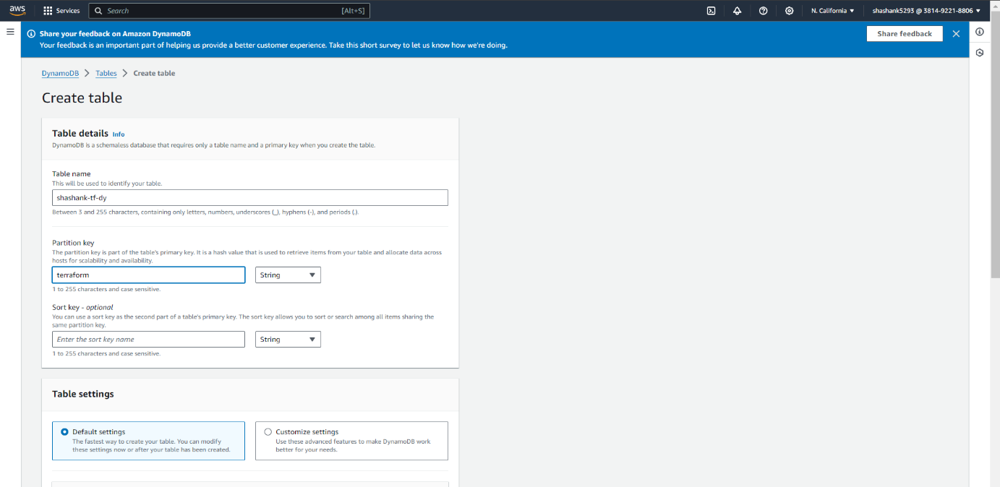 aws
Services
Search
[Alt+S]
N. California
shashank5293 @ 3814-9221-8806
Share your feedback on Amazon DynamoDB
Your feedback is an important part of helping us provide a better customer experience. Take this short survey to let us know how we're doing.
Share feedback
DynamoDB
Tables
Create table
Create table
Table details Info
DynamoDB is a schemaless database that requires only a table name and a primary key when you create the table.
Table name
This will be used to identify your table.
shashank-tf-dy
Between 3 and 255 characters, containing only letters, numbers, underscores (_), hyphens (-), and periods (.).
Partition key
The partition key is part of the table's primary key. It is a hash value that is used to retrieve items from your table and allocate data across
hosts for scalability and availability.
terraform
String
1 to 255 characters and case sensitive.
Sort key - optional
You can use a sort key as the second part of a table's primary key. The sort key allows you to sort or search among all items sharing the
same partition key.
Enter the sort key name
String
1 to 255 characters and case sensitive.
Table settings
Default settings
The fastest way to create your table. You can modify
these settings now or after your table has been created.
Customize settings
Use these advanced features to make DynamoDB work
better for your needs.